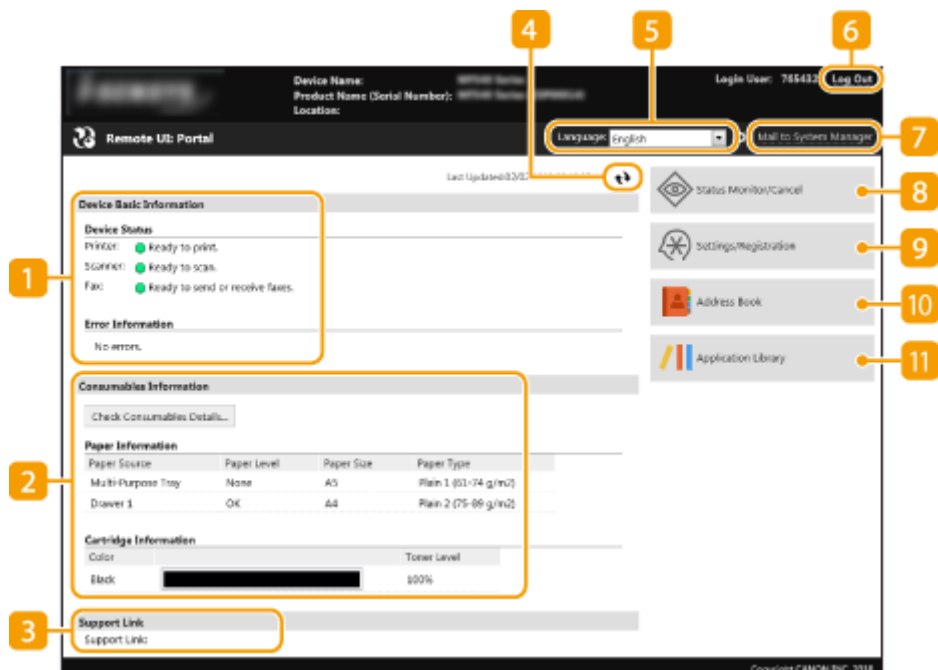 4
5
6
Device Name:
Login User: 765433 Log Out
Product Name (Serial Number):
Location:
Remote UI: Portal
Language: English
Mail to System Manager
7
Last Updated:02/02
Status Monitor/Cancel
8
Device Basic Information
Device Status
Printer: Ready to print.
Scanner: Ready to scan.
Fax: Ready to send or receive faxes.
1
Settings/Registration
9
Error Information
No errors.
Address Book
10
Application Library
11
Consumables Information
Check Consumables Details...
Paper Information
Paper Source Paper Level Paper Size Paper Type
2
Multi-Purpose Tray None A5 Plain 1 (61-74 g/m2)
Drawer 1 OK A4 Plain 2 (75-89 g/m2)
Cartridge Information
Color Toner Level
Black 100%
3
Support Link
Support Link:
Copyright CANON INC. 2018